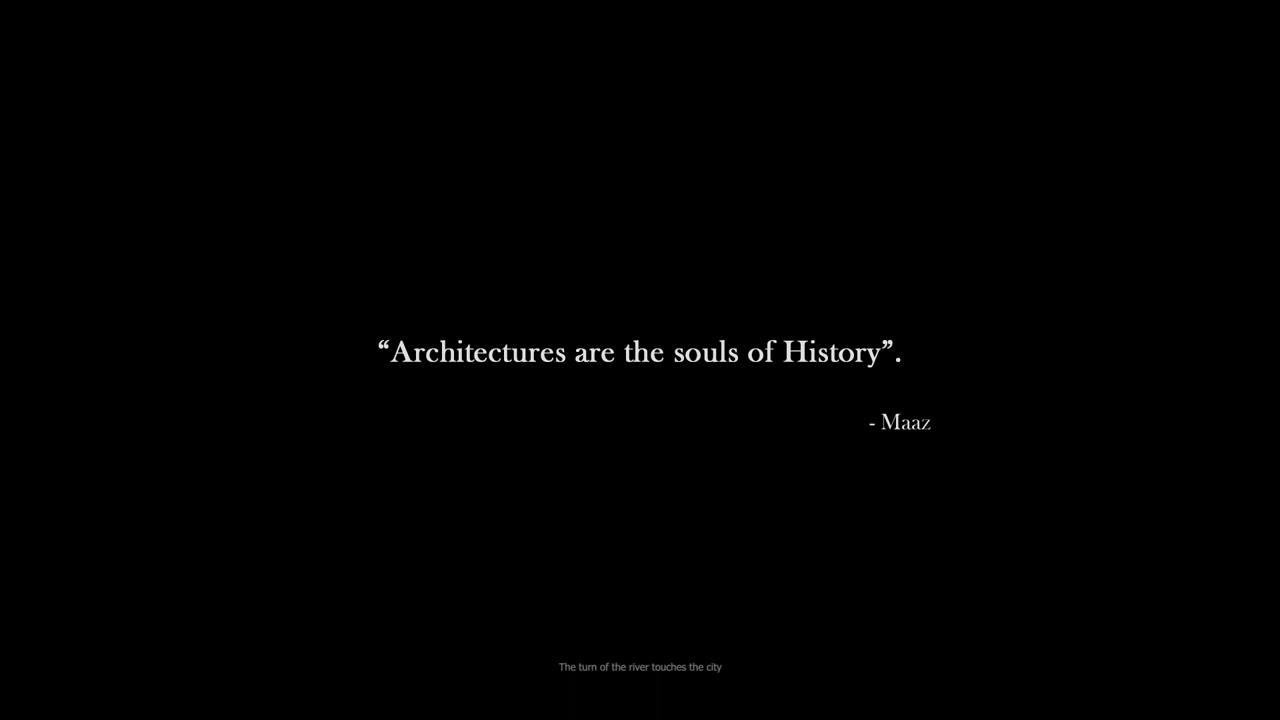 “Architectures are the souls of History”.
- Maaz
The turn of the river touches the city